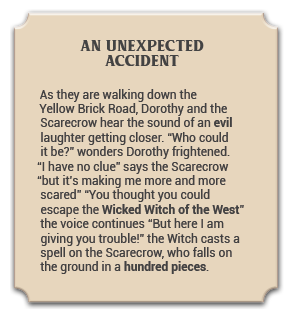 AN UNEXPECTED
ACCIDENT
As they are walking down the
Yellow Brick Road, Dorothy and the
Scarecrow hear the sound of an evil
laughter getting closer. “Who could
it be?” wonders Dorothy frightened.
“I have no clue” says the Scarecrow
“but it’s making me more and more
scared” “You thought you could
escape the Wicked Witch of the West”
the voice continues “But here I am
giving you trouble!” the Witch casts a
spell on the Scarecrow, who falls on
the ground in a hundred pieces.